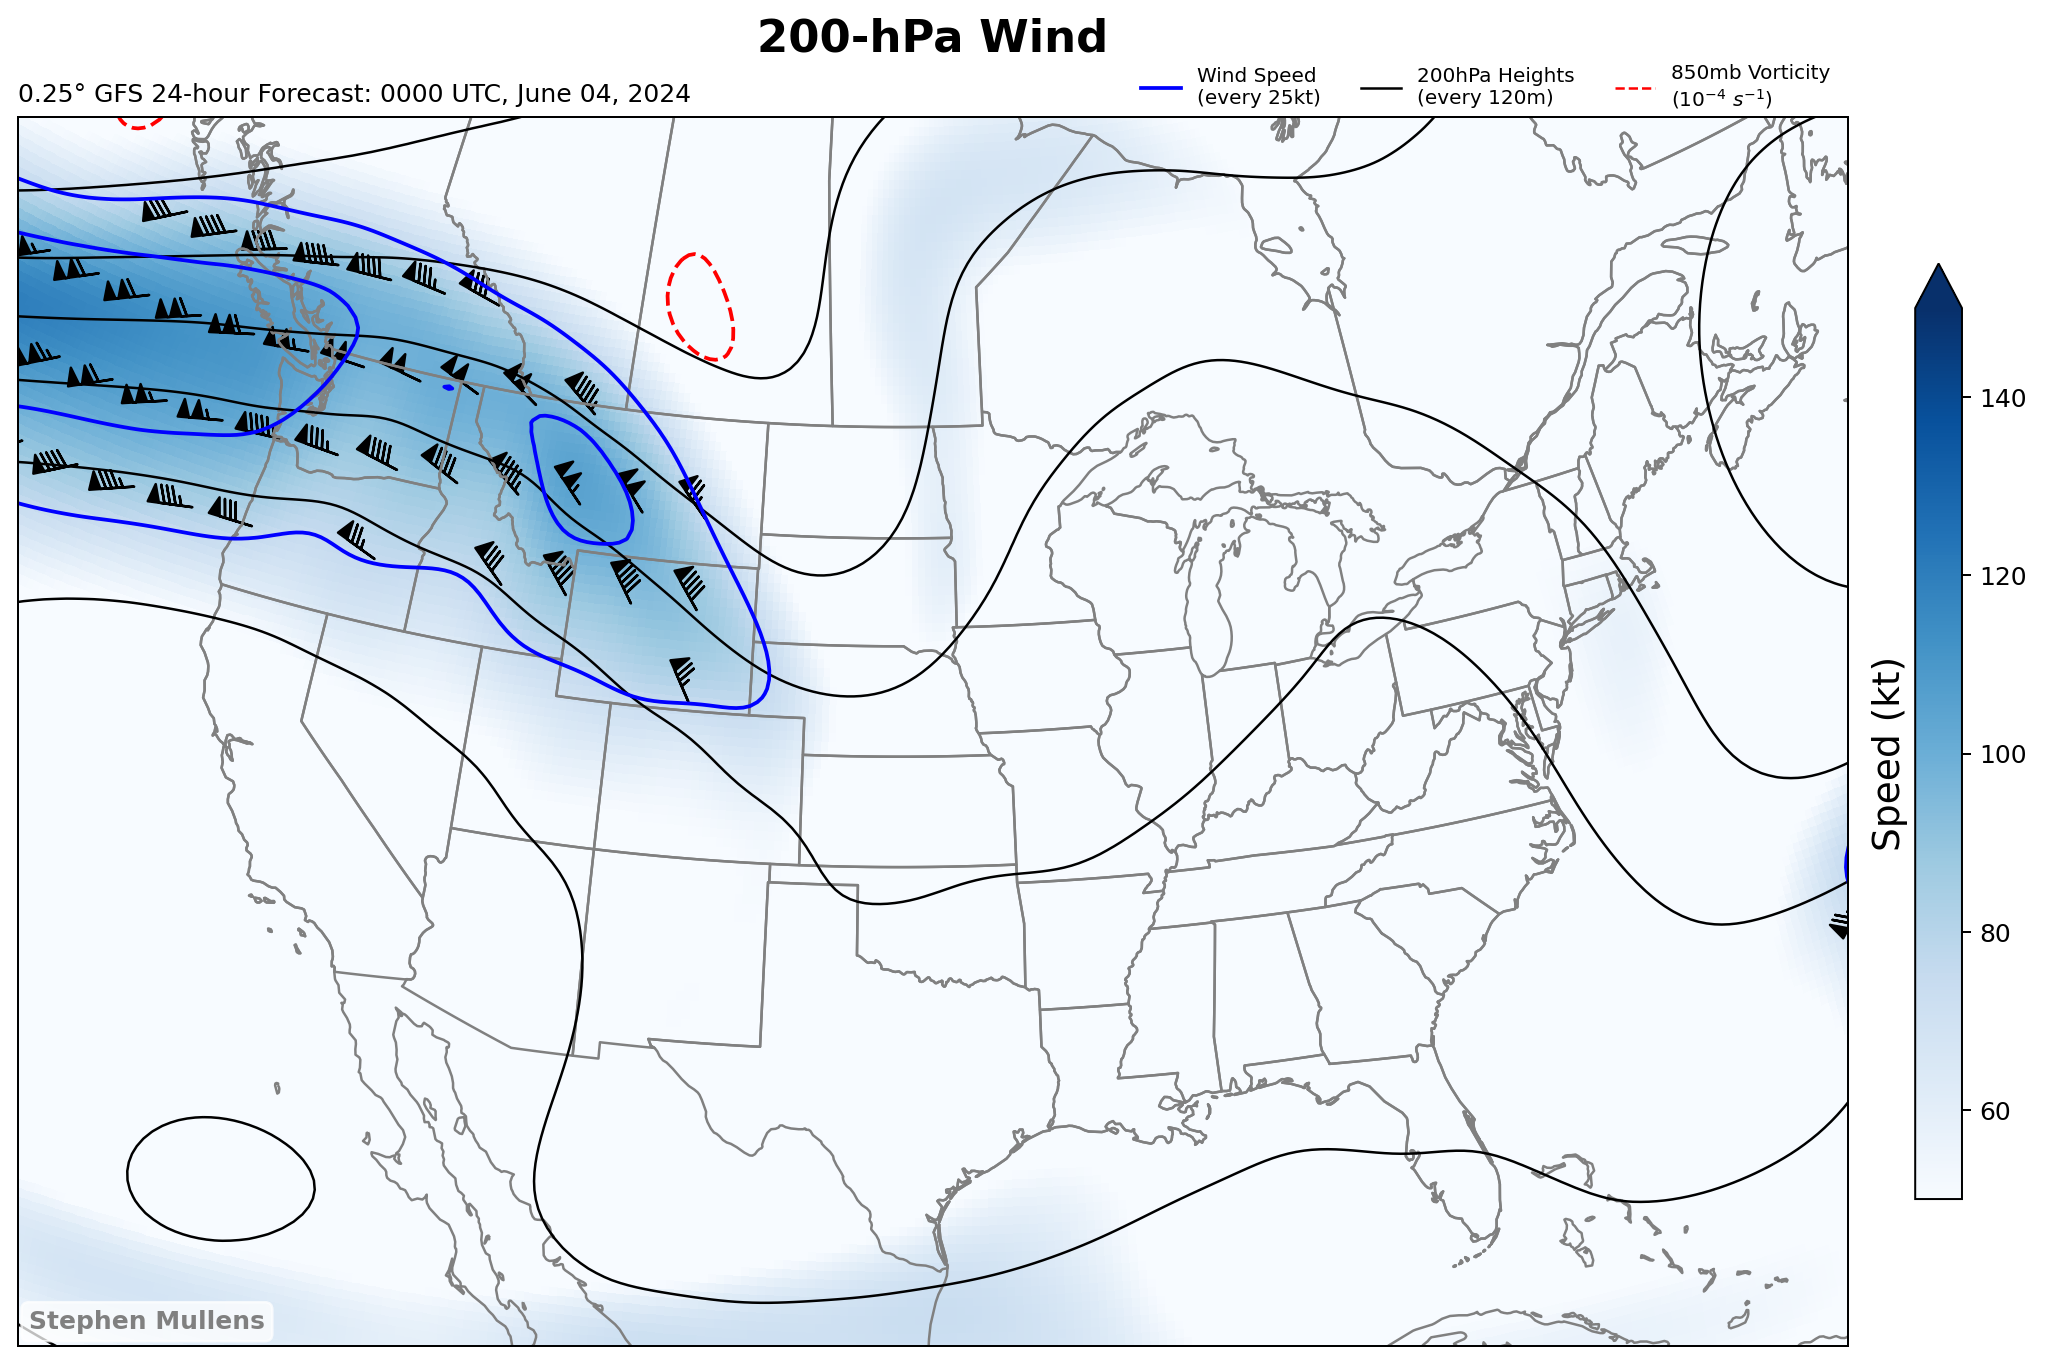 200-hPa Wind
0.25° GFS 24-hour Forecast: 0000 UTC, June 04, 2024
Wind Speed
(every 25kt)
200hPa Heights
(every 120m)
850mb Vorticity
(10⁻⁴ s⁻¹)
140
120
100
80
60
Speed (kt)
Stephen Mullens